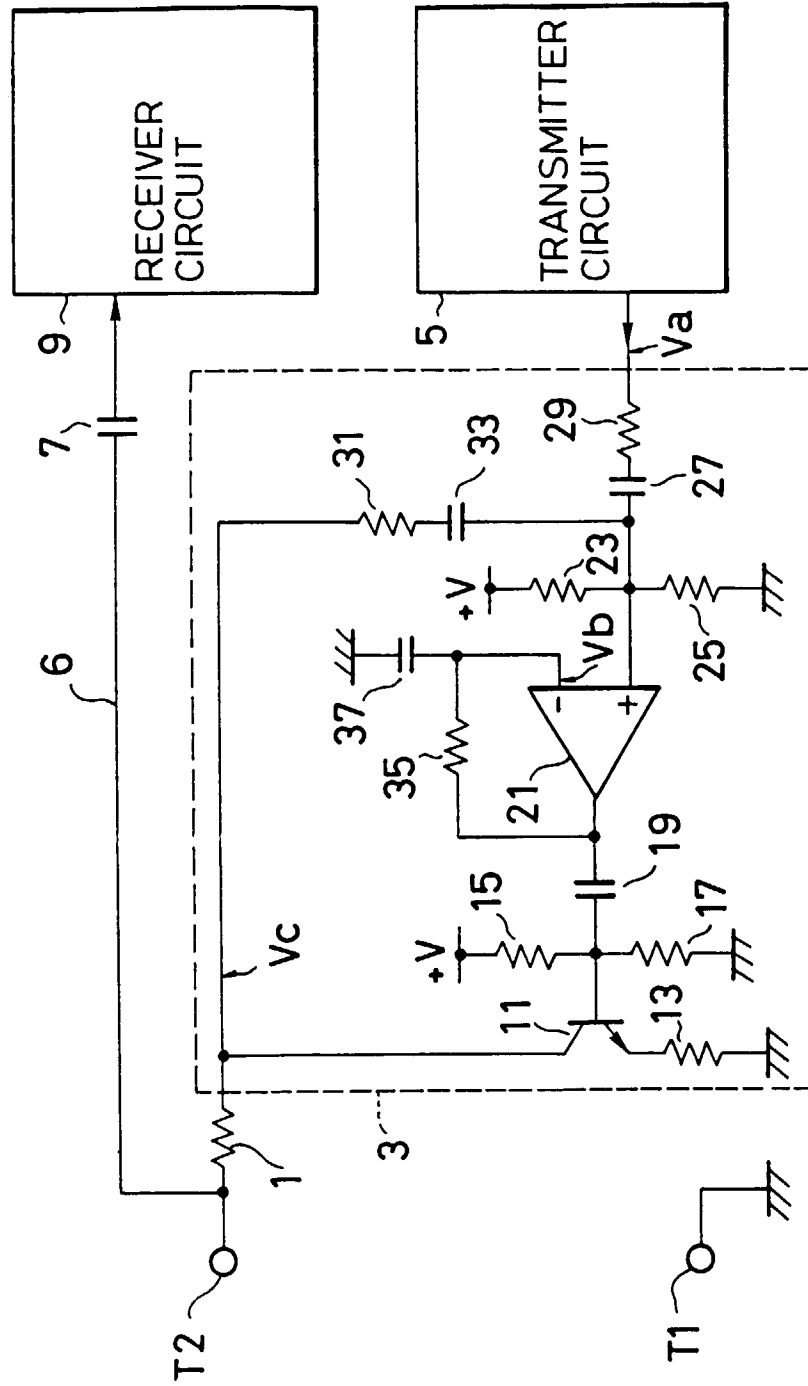 RECEIVER
CIRCUIT
9
TRANSMITTER
CIRCUIT
5
7
Va
29
27
31
33
6
+V
23
25
Vb
37
35
-
+
21
19
Vc
+V
15
17
11
13
3
1
T2
T1